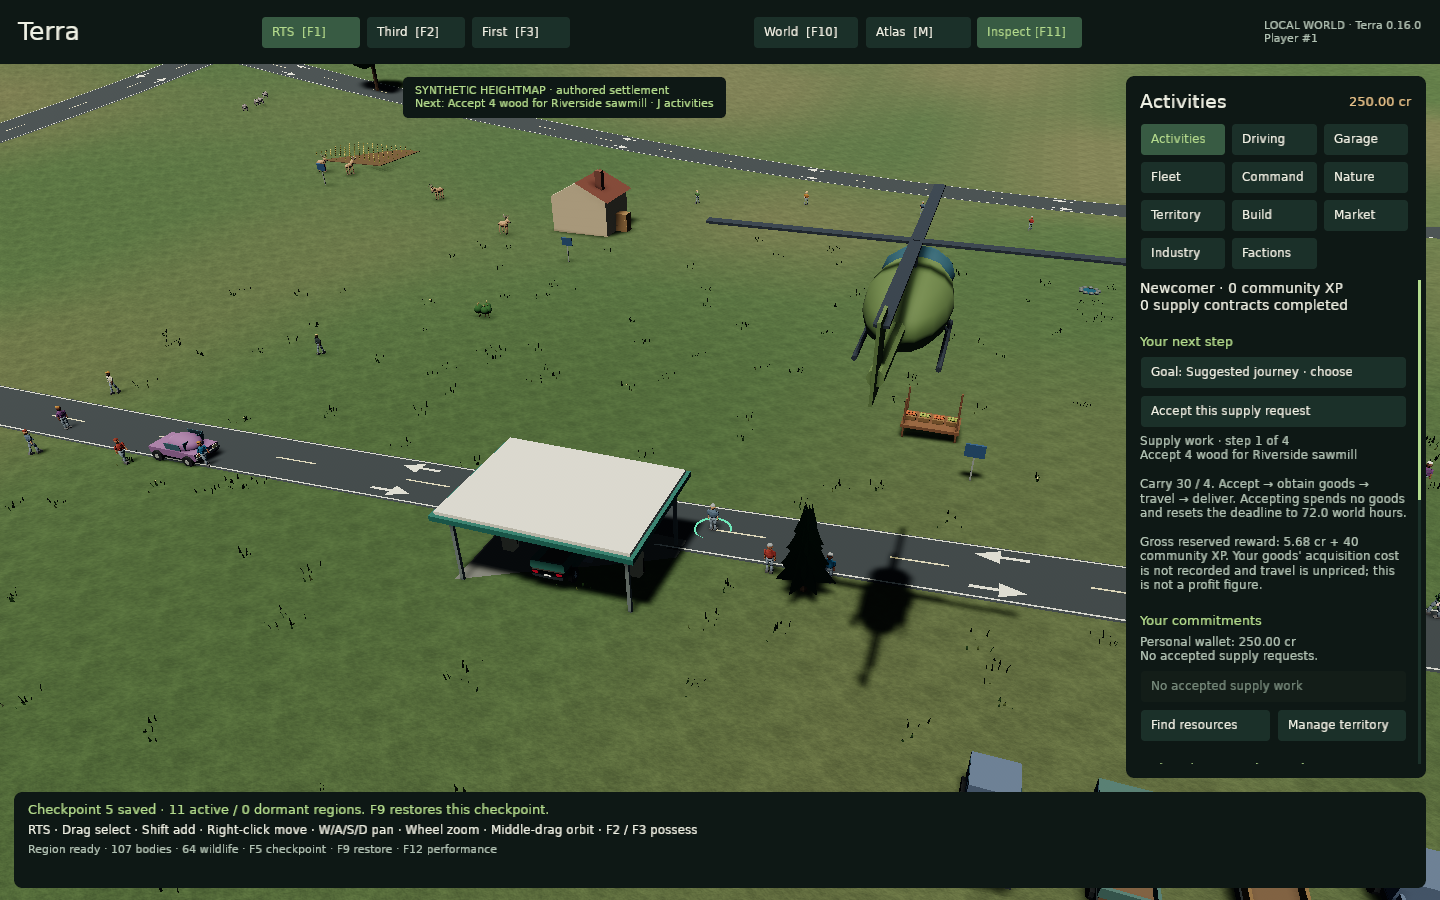 Terra
RTS [F1]
Third [F2]
First [F3]
World [F10]
Atlas [M]
Inspect [F11]
LOCAL WORLD · Terra 0.16.0
Player #1
SYNTHETIC HEIGHTMAP · authored settlement
Next: Accept 4 wood for Riverside sawmill · J activities
Activities
250.00 cr
Activities
Driving
Garage
Fleet
Command
Nature
Territory
Build
Market
Industry
Factions
Newcomer · 0 community XP
0 supply contracts completed
Your next step
Goal: Suggested journey · choose
Accept this supply request
Supply work · step 1 of 4
Accept 4 wood for Riverside sawmill
Carry 30 / 4. Accept → obtain goods →
travel → deliver. Accepting spends no goods
and resets the deadline to 72.0 world hours.
Gross reserved reward: 5.68 cr + 40
community XP. Your goods' acquisition cost
is not recorded and travel is unpriced; this
is not a profit figure.
Your commitments
Personal wallet: 250.00 cr
No accepted supply requests.
No accepted supply work
Find resources
Manage territory
Checkpoint 5 saved · 11 active / 0 dormant regions. F9 restores this checkpoint.
RTS · Drag select · Shift add · Right-click move · W/A/S/D pan · Wheel zoom · Middle-drag orbit · F2 / F3 possess
Region ready · 107 bodies · 64 wildlife · F5 checkpoint · F9 restore · F12 performance